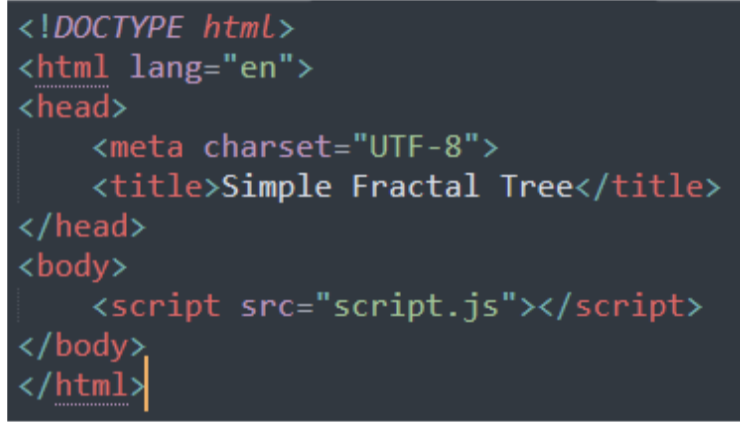 <!DOCTYPE html>
<html lang="en">
<head>
    <meta charset="UTF-8">
    <title>Simple Fractal Tree</title>
</head>
<body>
    <script src="script.js"></script>
</body>
</html>